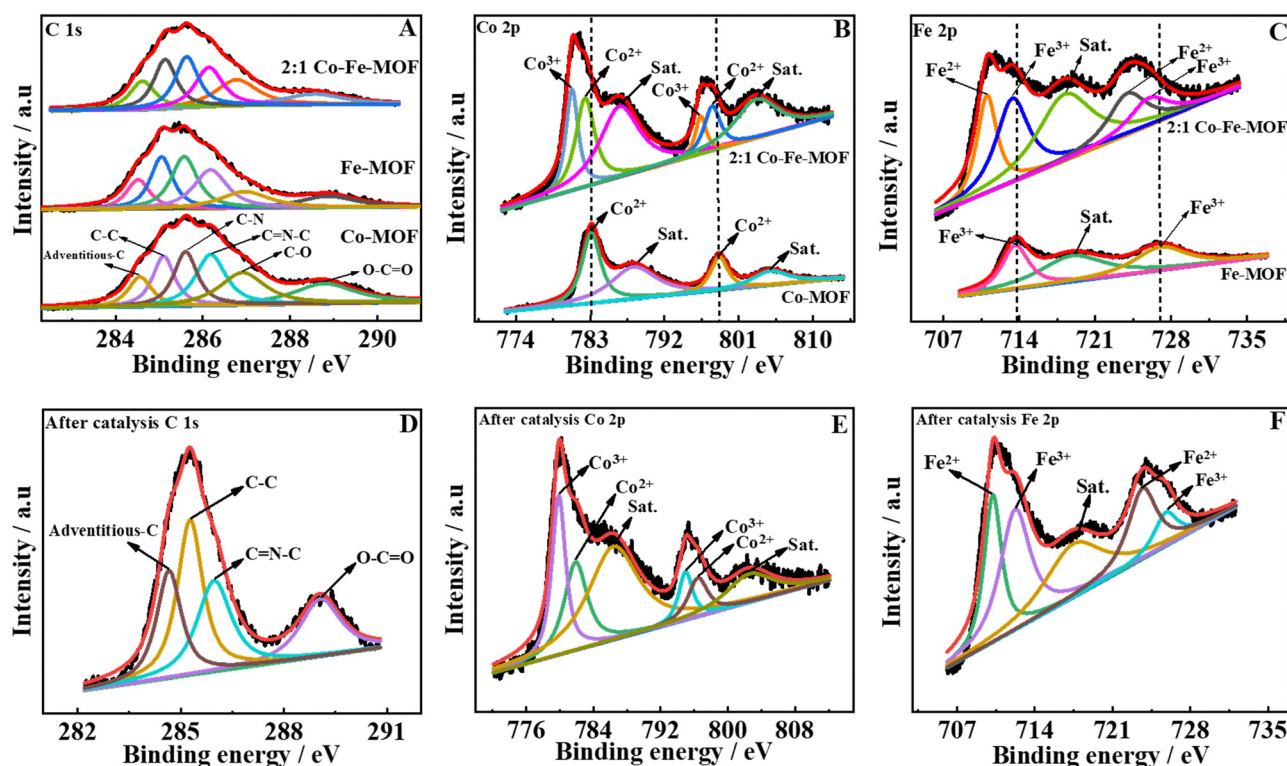 C 1s
A
2:1 Co-Fe-MOF
Fe-MOF
Co-MOF
C-N
C-C
C=N-C
Adventitious-C
C-O
O-C=O
284 286 288 290
Binding energy / eV
Intensity / a.u
Co 2p
B
Co³⁺
Co²⁺
Sat.
Co²⁺
Sat.
Co³⁺
2:1 Co-Fe-MOF
Co²⁺
Sat.
Co²⁺
Sat.
Co-MOF
774 783 792 801 810
Binding energy / eV
Intensity / a.u
Fe 2p
C
Fe²⁺
Fe³⁺
Sat.
Fe²⁺
Fe³⁺
2:1 Co-Fe-MOF
Fe³⁺
Sat.
Fe³⁺
Fe-MOF
707 714 721 728 735
Binding energy / eV
Intensity / a.u
After catalysis C 1s
D
C-C
Adventitious-C
C=N-C
O-C=O
282 285 288 291
Binding energy / eV
Intensity / a.u
After catalysis Co 2p
E
Co³⁺
Co²⁺
Sat.
Co³⁺
Co²⁺
Sat.
776 784 792 800 808
Binding energy / eV
Intensity / a.u
After catalysis Fe 2p
F
Fe²⁺
Fe³⁺
Sat.
Fe²⁺
Fe³⁺
707 714 721 728
Binding energy / eV
Intensity / a.u